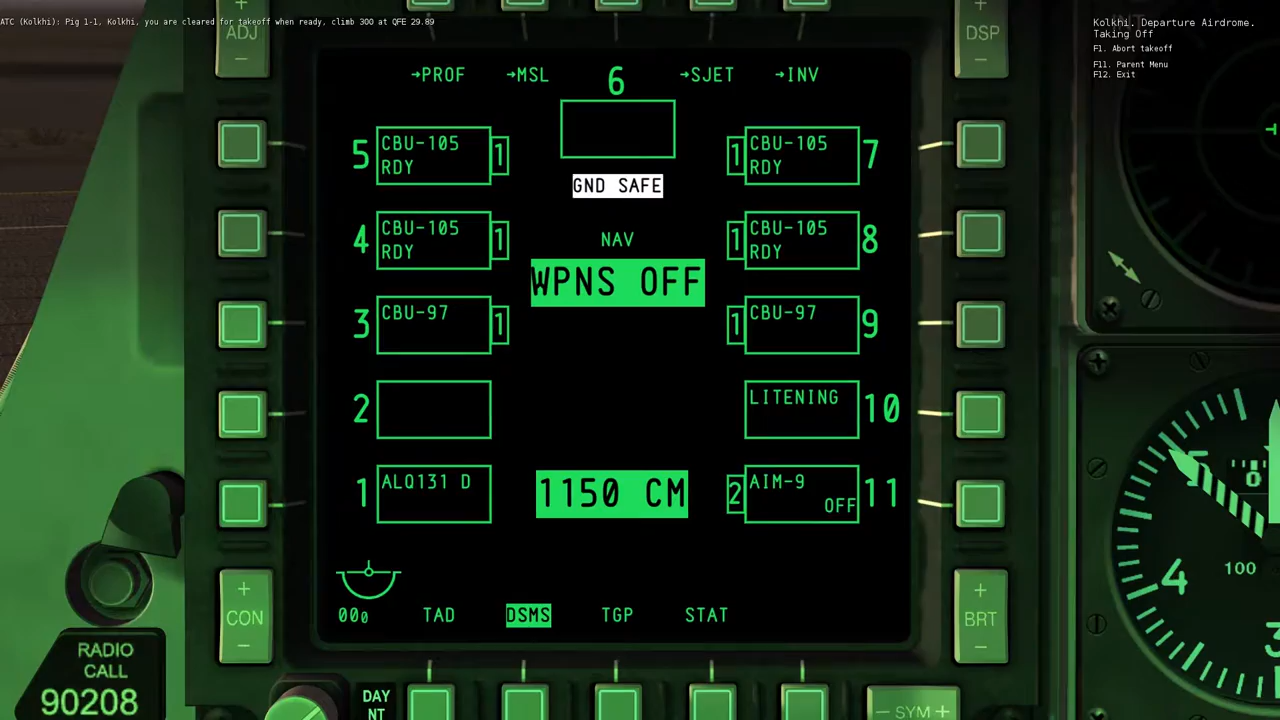 ATC (Kolkhi): Pig 1-1, Kolkhi, you are cleared for takeoff when ready, climb 300 at QFE 29.89
Kolkhi. Departure Airdrome.
Taking Off
F1. Abort takeoff
F11. Parent Menu
F12. Exit
+
ADJ
−
+
DSP
−
→PROF →MSL 6 →SJET →INV
5 CBU-105 1
RDY
1 CBU-105 7
RDY
GND SAFE
4 CBU-105 1
RDY
1 CBU-105 8
RDY
NAV
WPNS OFF
3 CBU-97 1
1 CBU-97 9
2
LITENING 10
1 ALQ131 D
1150 CM
2 AIM-9 11
OFF
000
TAD DSMS TGP STAT
+
CON
−
+
BRT
−
RADIO
CALL
90208
DAY
NT
− SYM +
0
4
100
3